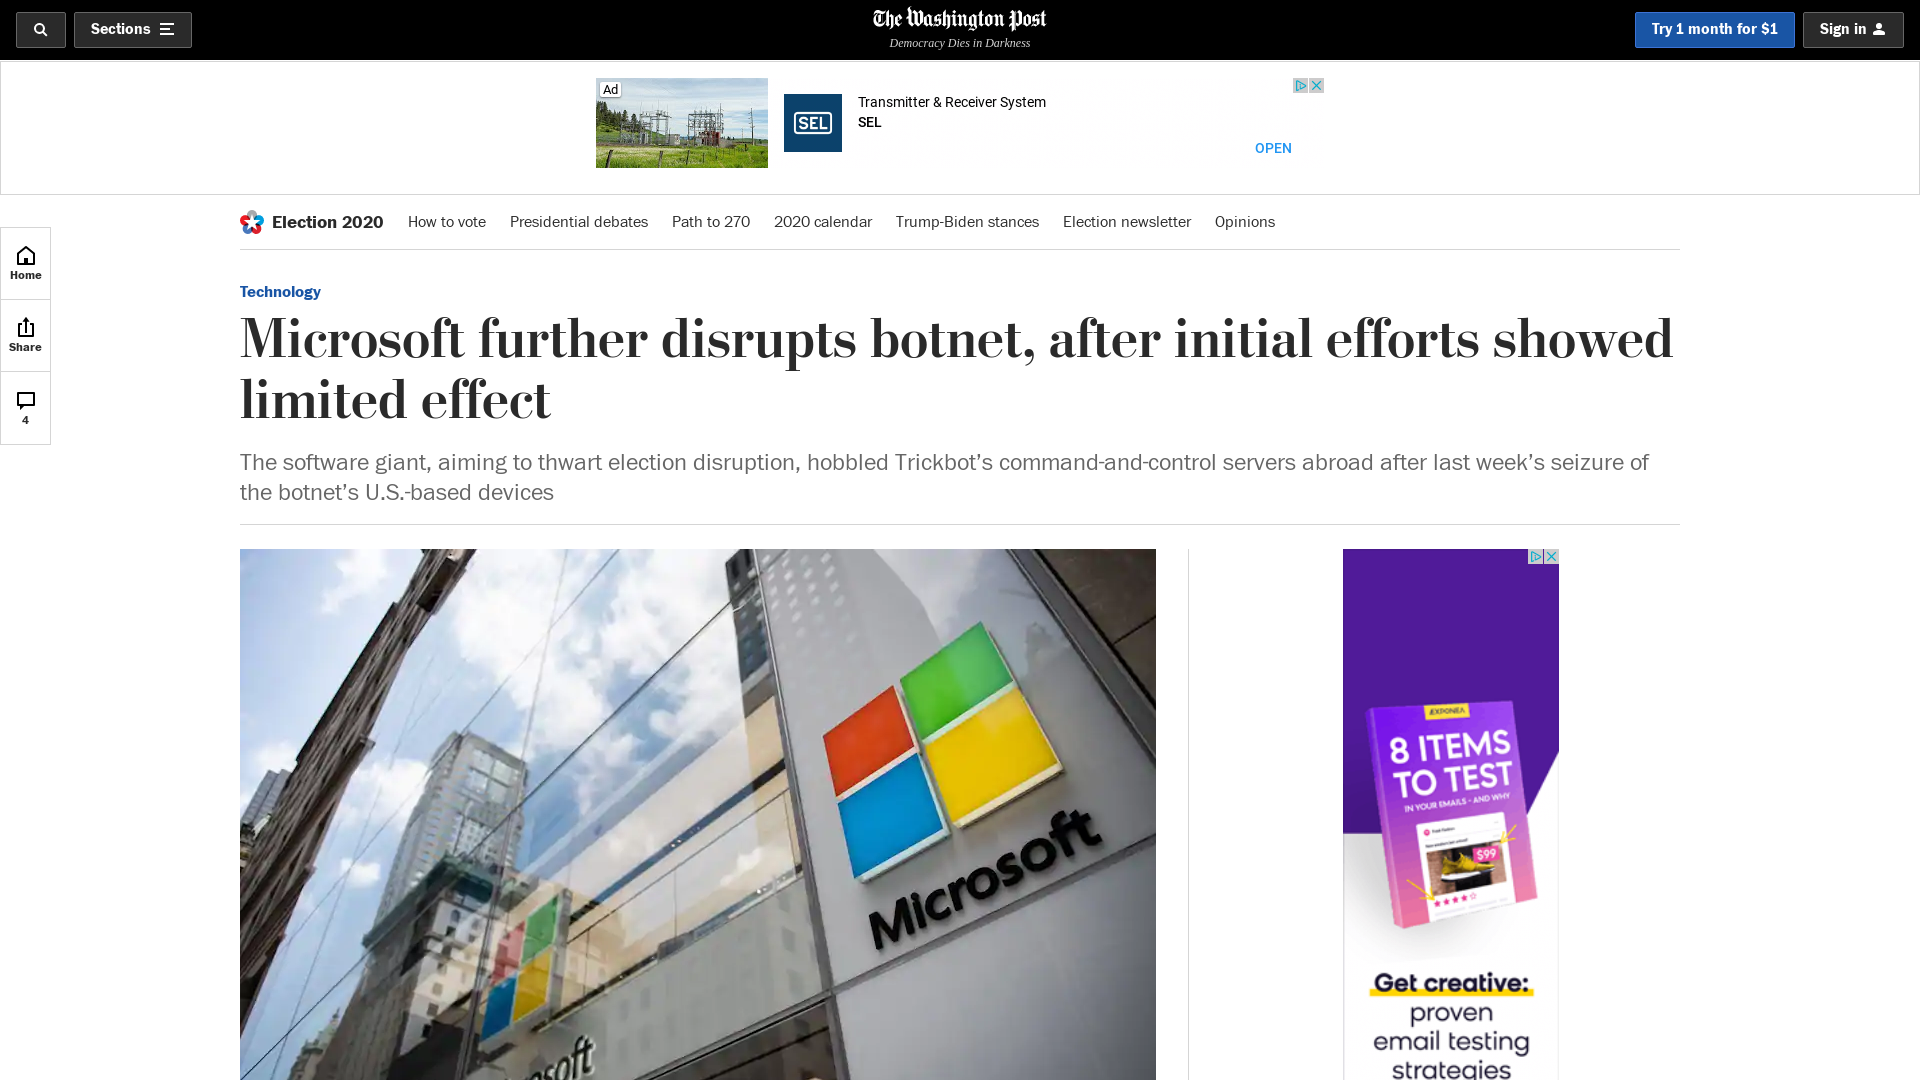 Sections
The Washington Post
Democracy Dies in Darkness
Try 1 month for $1
Sign in
Ad
SEL
Transmitter & Receiver System
SEL
OPEN
Election 2020
How to vote
Presidential debates
Path to 270
2020 calendar
Trump-Biden stances
Election newsletter
Opinions
Home
Share
4
Technology
Microsoft further disrupts botnet, after initial efforts showed
limited effect
The software giant, aiming to thwart election disruption, hobbled Trickbot’s command-and-control servers abroad after last week’s seizure of
the botnet’s U.S.-based devices
Microsoft
osoft
EXPONEA
8 ITEMS
TO TEST
IN YOUR EMAILS - AND WHY
$99
Get creative:
proven
email testing
strategies